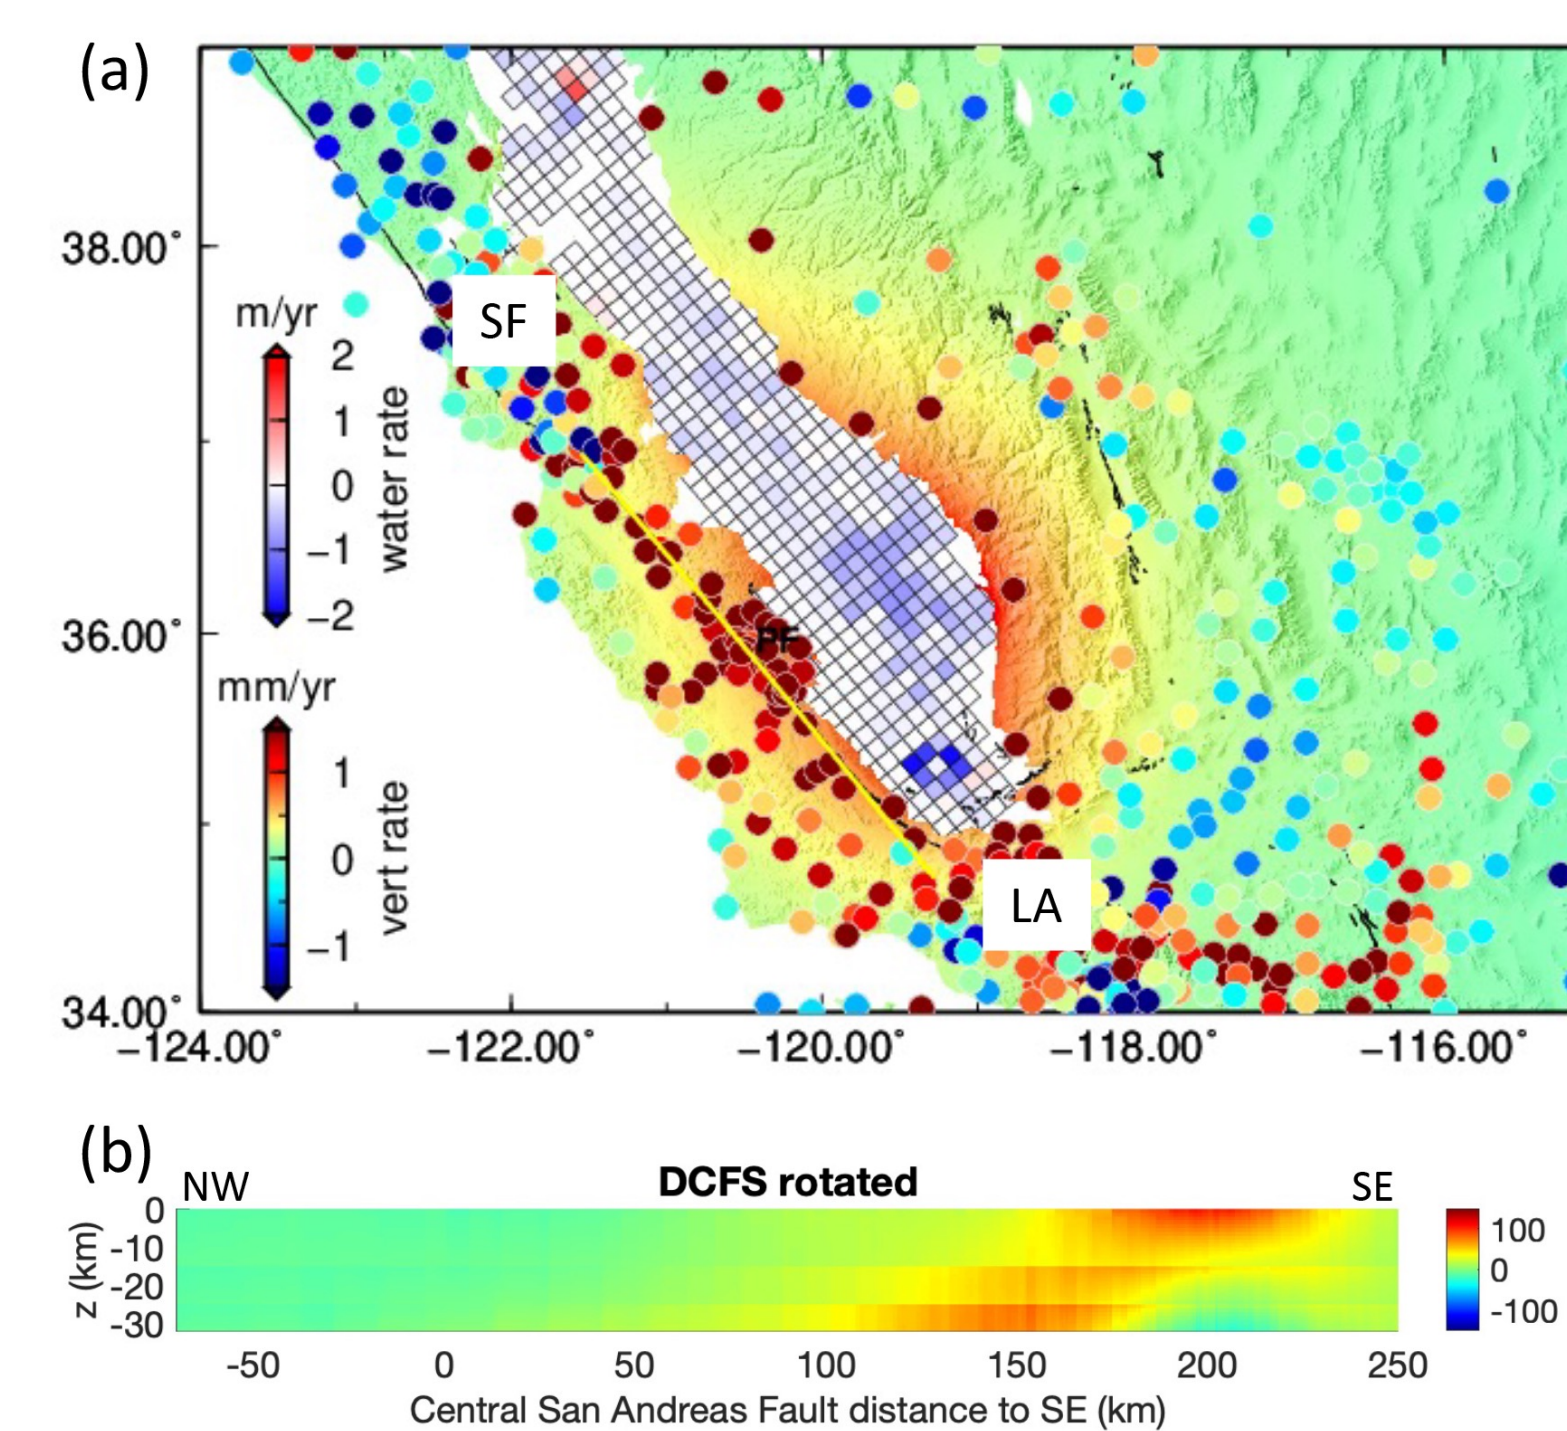 (a)
38.00°
36.00°
34.00°
m/yr
2
1
0
−1
−2
water rate
mm/yr
1
0
−1
vert rate
SF
PF
LA
−124.00°
−122.00°
−120.00°
−118.00°
−116.00°
(b)
NW
DCFS rotated
SE
0
-10
-20
-30
z (km)
100
0
-100
-50
0
50
100
150
200
250
Central San Andreas Fault distance to SE (km)